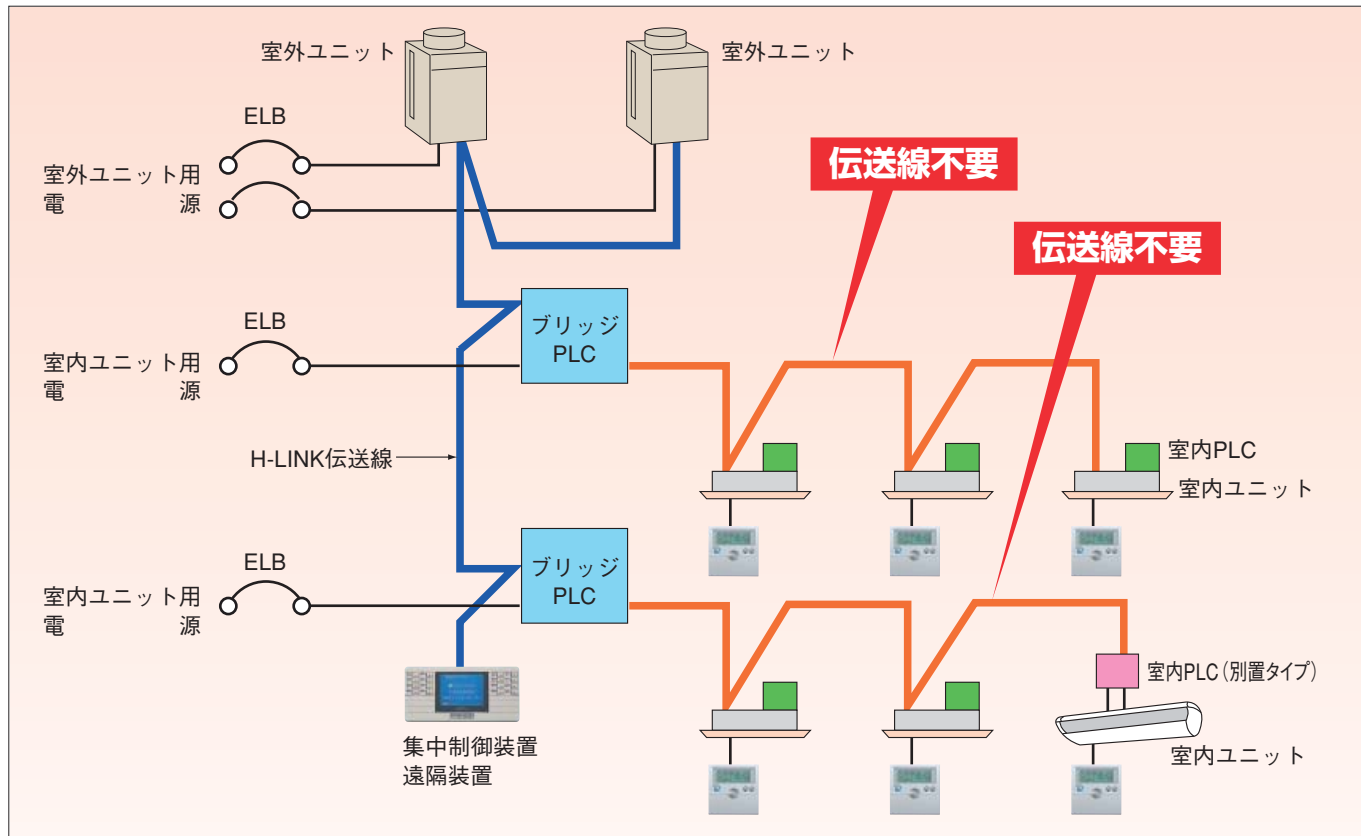 室外ユニット
室外ユニット
ELB
室外ユニット用
電 源
伝送線不要
伝送線不要
ELB
ブリッジ
PLC
室内ユニット用
電 源
H-LINK伝送線
室内PLC
室内ユニット
ELB
ブリッジ
PLC
室内ユニット用
電 源
室内PLC（別置タイプ）
集中制御装置
遠隔装置
室内ユニット